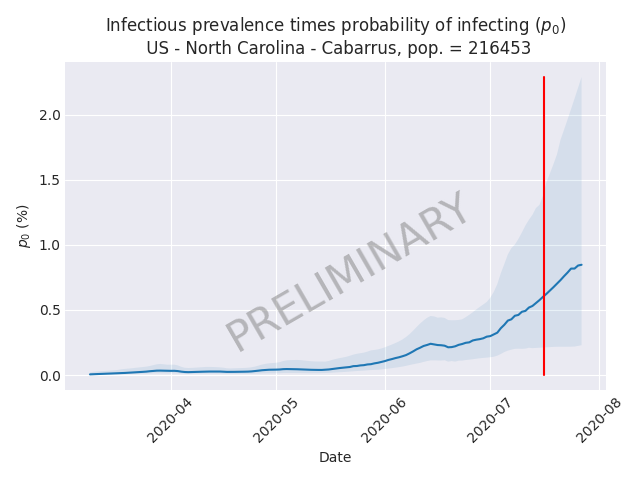 Infectious prevalence times probability of infecting (p₀)
US - North Carolina - Cabarrus, pop. = 216453
2.0
1.5
1.0
0.5
0.0
p₀ (%)
PRELIMINARY
2020-04
2020-05
2020-06
2020-07
2020-08
Date